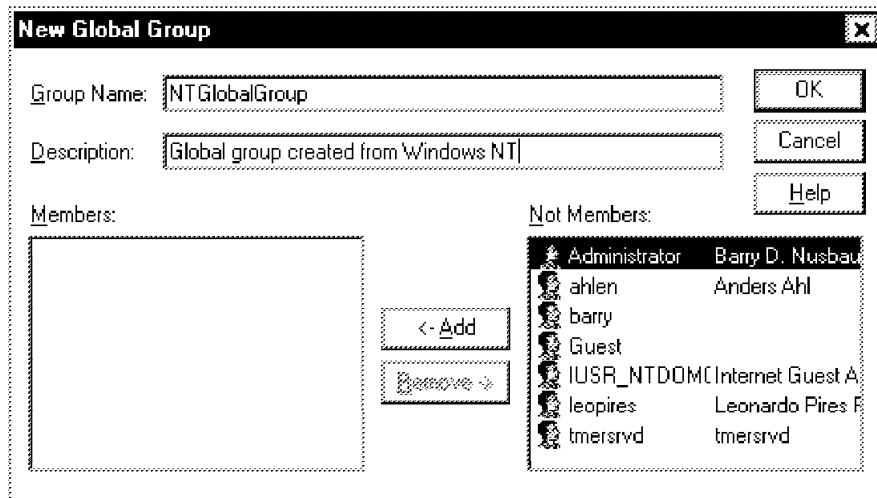 New Global Group
Group Name: NTGlobalGroup
OK
Description: Global group created from Windows NT
Cancel
Help
Members:
Not Members:
Administrator Barry D. Nusbau
ahlen Anders Ahl
barry
Guest
IUSR_NTDOM( Internet Guest A
leopires Leonardo Pires F
tmersrvd tmersrvd
<- Add
Remove ->